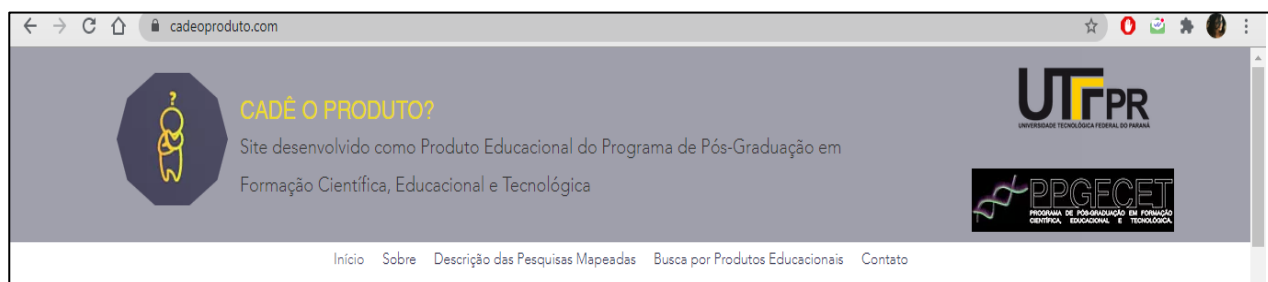 cadeoproduto.com
?
CADÊ O PRODUTO?
Site desenvolvido como Produto Educacional do Programa de Pós-Graduação em
Formação Científica, Educacional e Tecnológica
UTFPR
UNIVERSIDADE TECNOLÓGICA FEDERAL DO PARANÁ
PPGFCET
PROGRAMA DE PÓS-GRADUAÇÃO EM FORMAÇÃO
CIENTÍFICA, EDUCACIONAL E TECNOLÓGICA.
Início Sobre Descrição das Pesquisas Mapeadas Busca por Produtos Educacionais Contato